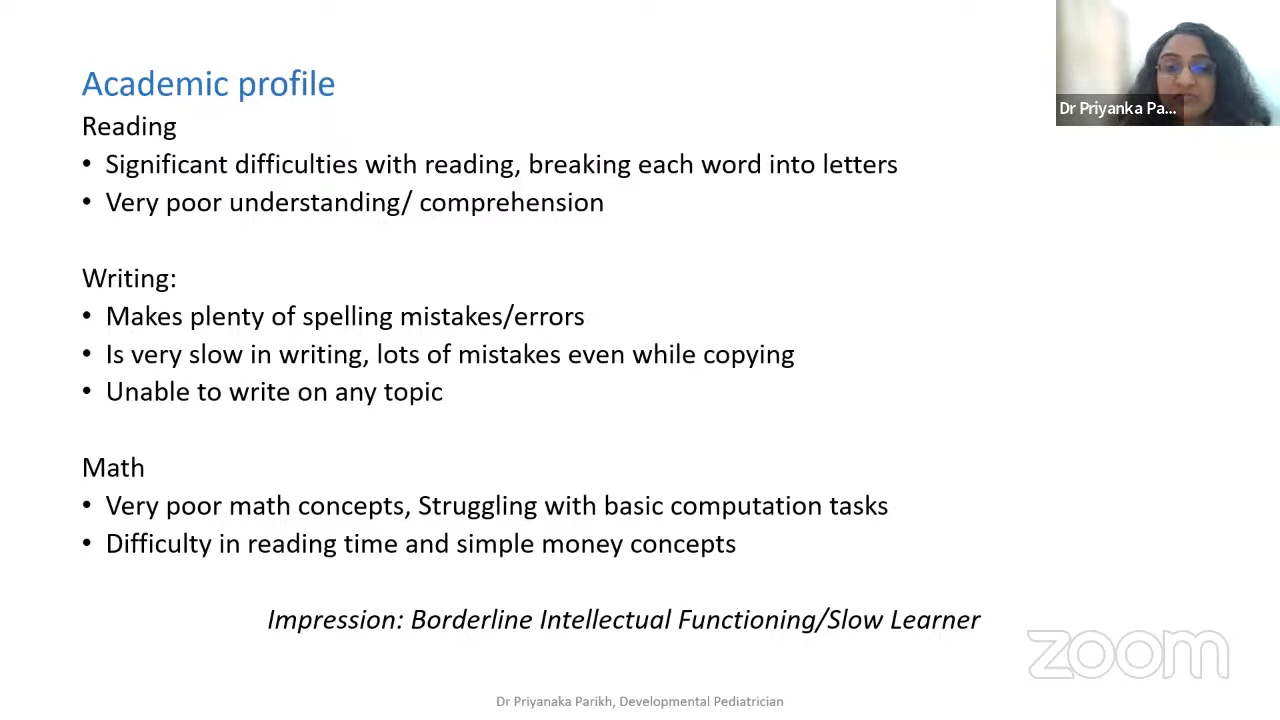 Academic profile
Reading
• Significant difficulties with reading, breaking each word into letters
• Very poor understanding/ comprehension
Writing:
• Makes plenty of spelling mistakes/errors
• Is very slow in writing, lots of mistakes even while copying
• Unable to write on any topic
Math
• Very poor math concepts, Struggling with basic computation tasks
• Difficulty in reading time and simple money concepts
Impression: Borderline Intellectual Functioning/Slow Learner
Dr Priyanaka Parikh, Developmental Pediatrician
Dr Priyanka Pa...
zoom